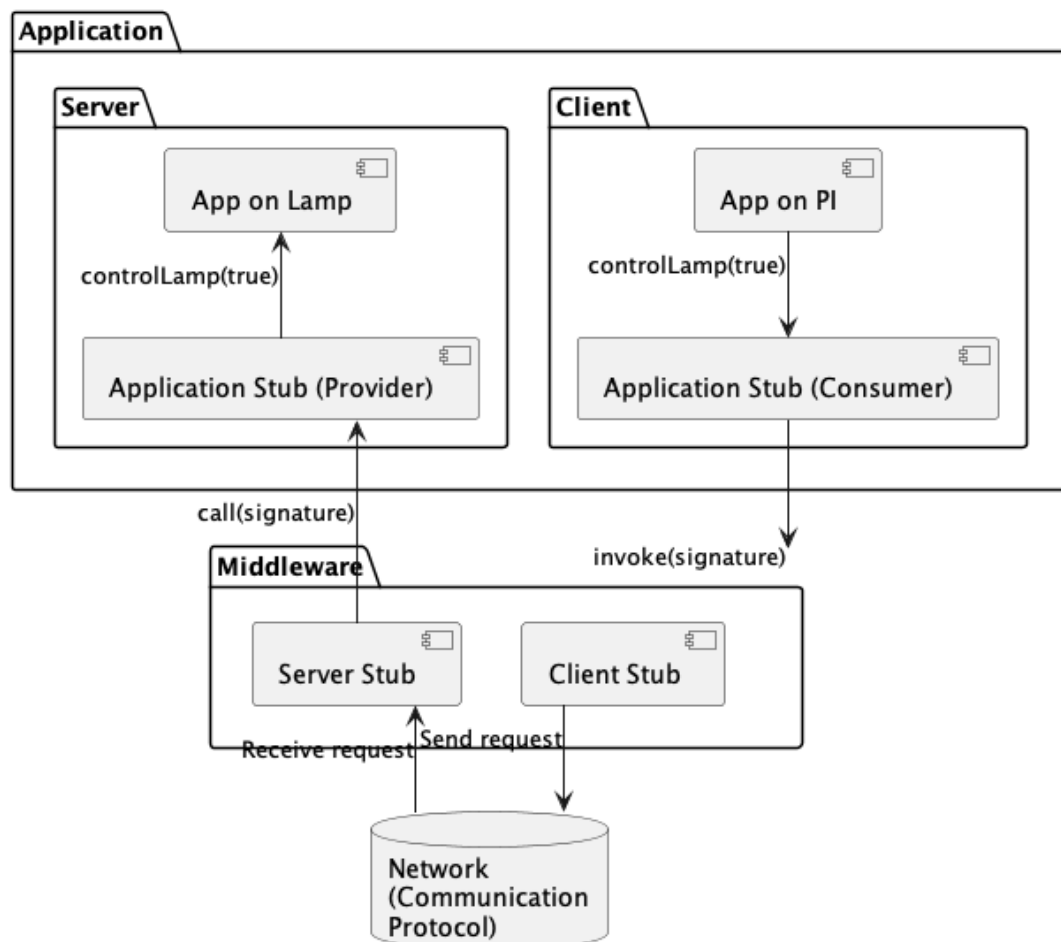 Application
Server
Client
App on Lamp
App on PI
controlLamp(true)
controlLamp(true)
Application Stub (Provider)
Application Stub (Consumer)
call(signature)
invoke(signature)
Middleware
Server Stub
Client Stub
Receive request
Send request
Network
(Communication
Protocol)